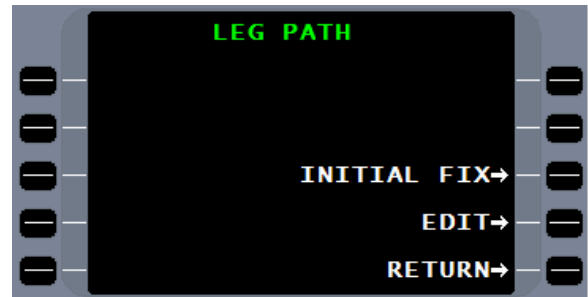 LEG PATH
INITIAL FIX→
EDIT→
RETURN→